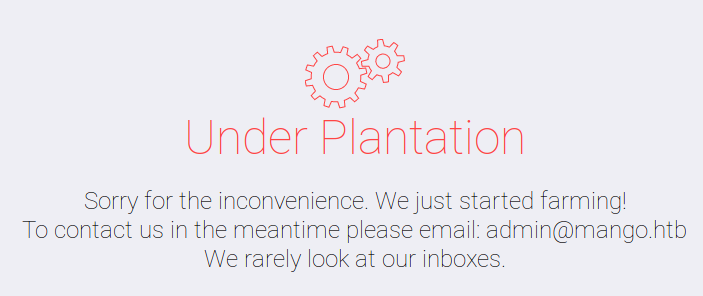 Under Plantation
Sorry for the inconvenience. We just started farming!
To contact us in the meantime please email: admin@mango.htb
We rarely look at our inboxes.